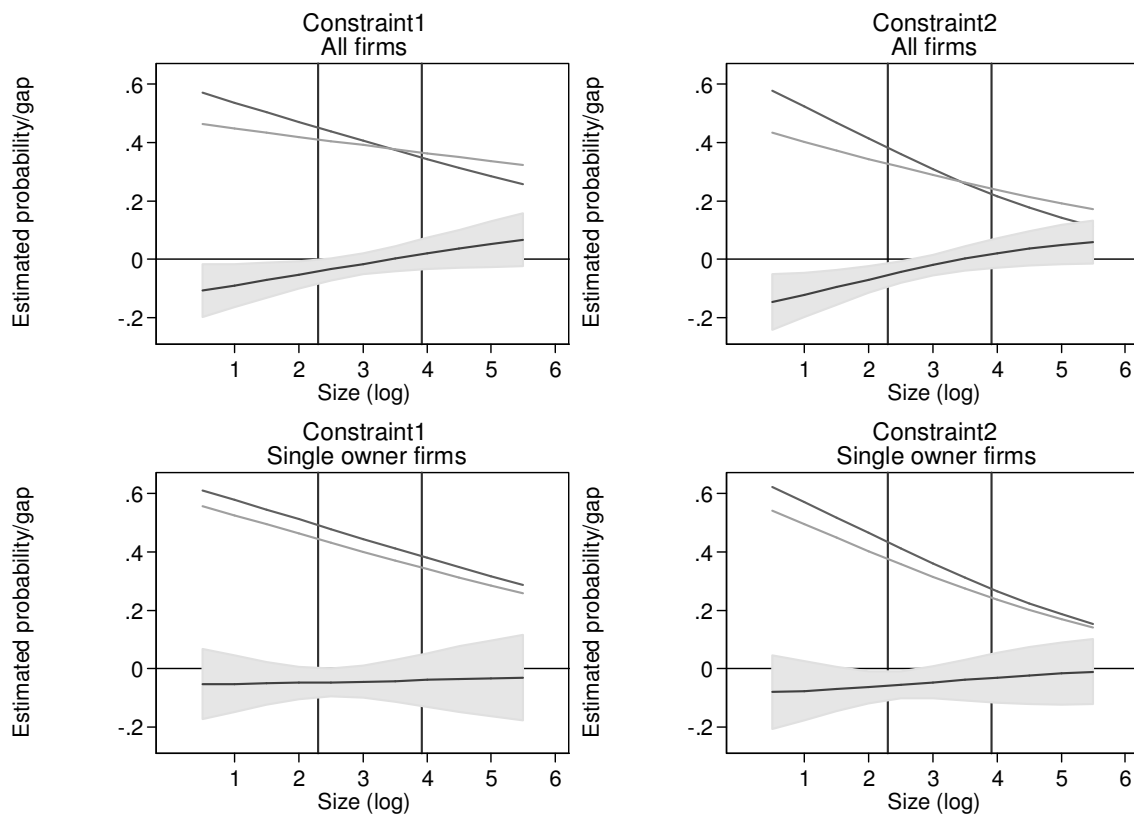 Constraint1
All firms
Estimated probability/gap
.6
.4
.2
0
-.2
1 2 3 4 5 6
Size (log)
Constraint2
All firms
Estimated probability/gap
.6
.4
.2
0
-.2
1 2 3 4 5 6
Size (log)
Constraint1
Single owner firms
Estimated probability/gap
.6
.4
.2
0
-.2
1 2 3 4 5 6
Size (log)
Constraint2
Single owner firms
Estimated probability/gap
.6
.4
.2
0
-.2
1 2 3 4 5 6
Size (log)